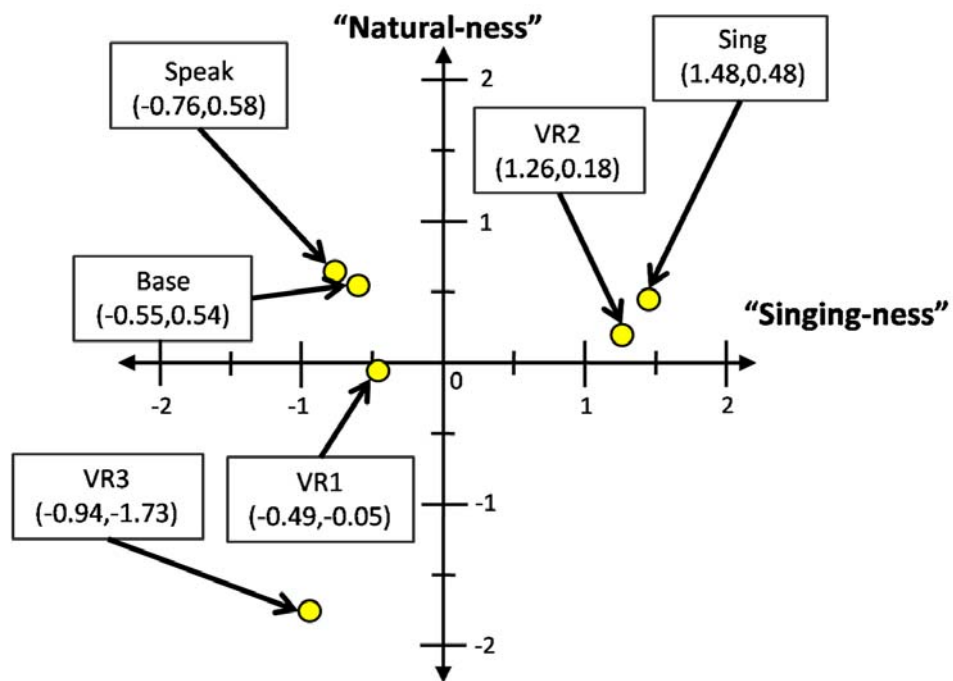 “Natural-ness”
Speak
(-0.76,0.58)
Sing
(1.48,0.48)
VR2
(1.26,0.18)
Base
(-0.55,0.54)
“Singing-ness”
2
1
-2
-1
0
1
2
-1
-2
VR3
(-0.94,-1.73)
VR1
(-0.49,-0.05)